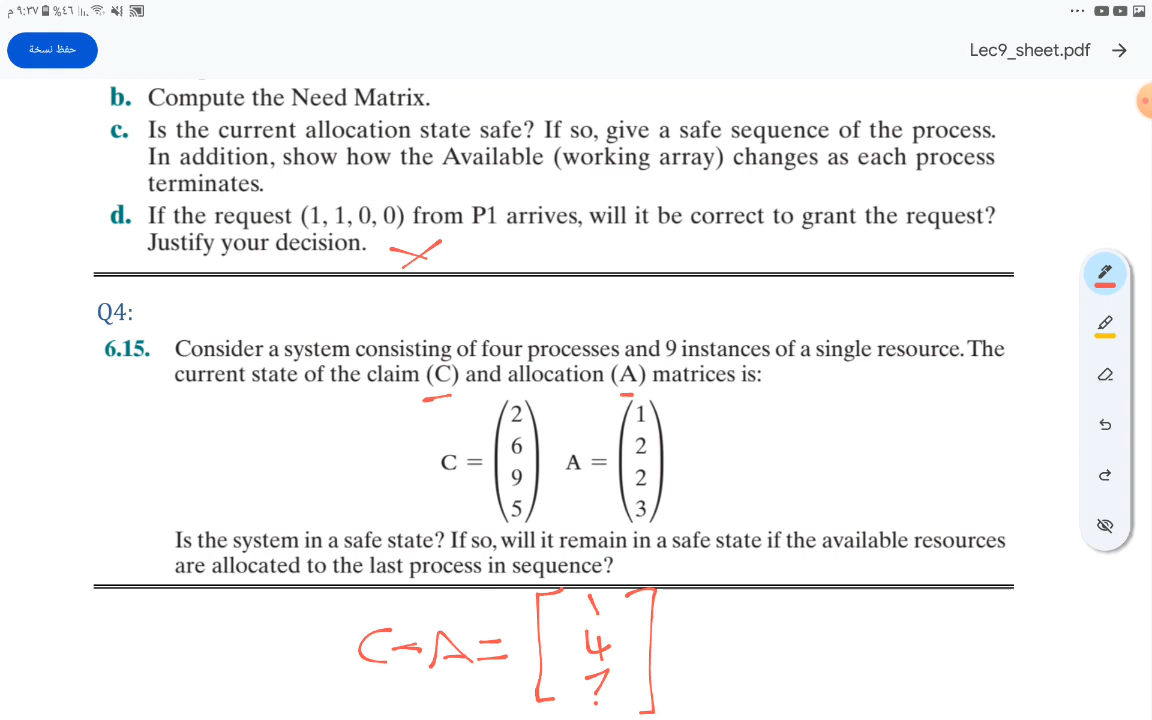 ٩:٣٧ م %٤٦
حفظ نسخة
Lec9_sheet.pdf
b. Compute the Need Matrix.
c. Is the current allocation state safe? If so, give a safe sequence of the process.
In addition, show how the Available (working array) changes as each process
terminates.
d. If the request (1, 1, 0, 0) from P1 arrives, will it be correct to grant the request?
Justify your decision.
Q4:
6.15. Consider a system consisting of four processes and 9 instances of a single resource. The
current state of the claim (C) and allocation (A) matrices is:
2 1
6 2
C = A =
9 2
5 3
Is the system in a safe state? If so, will it remain in a safe state if the available resources
are allocated to the last process in sequence?
1
C-A= 4
?